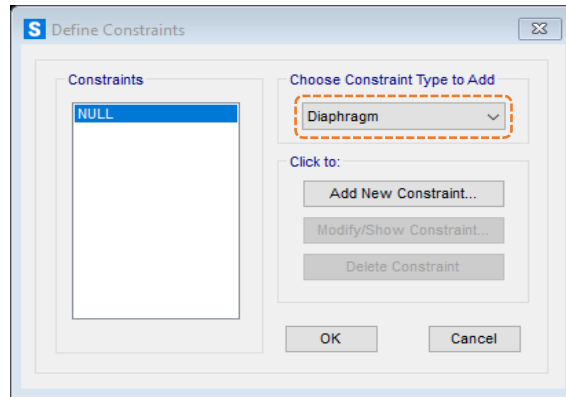 S Define Constraints
Constraints
NULL
Choose Constraint Type to Add
Diaphragm
Click to:
Add New Constraint...
Modify/Show Constraint...
Delete Constraint
OK
Cancel